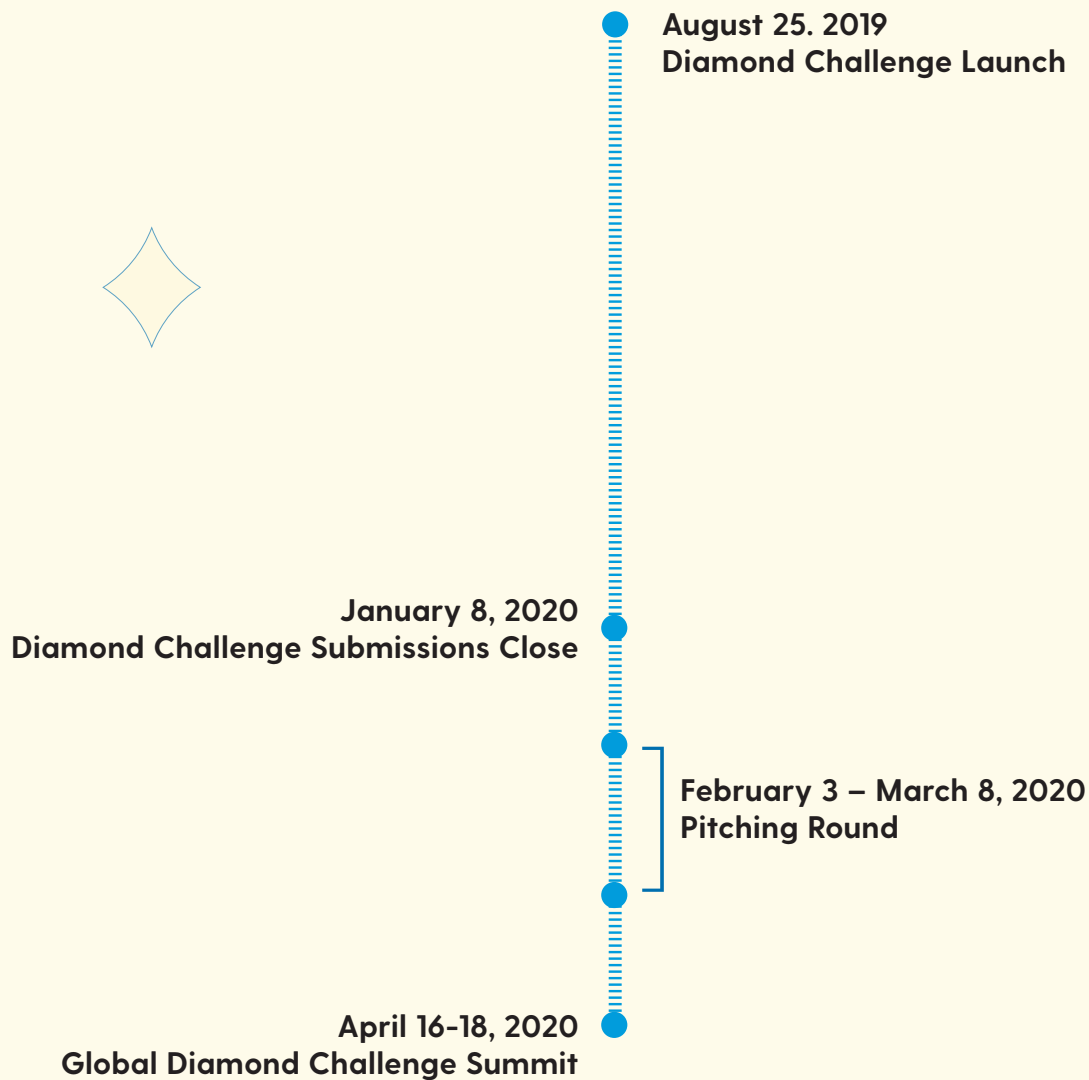 August 25. 2019
Diamond Challenge Launch
January 8, 2020
Diamond Challenge Submissions Close
February 3 – March 8, 2020
Pitching Round
April 16-18, 2020
Global Diamond Challenge Summit